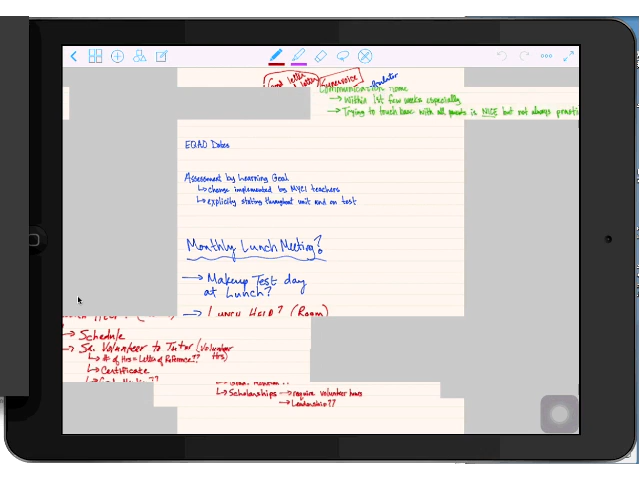 letter
Supervoice
Communication Home
→ Within 1st few weeks especially
→ Trying to touch base with all parents is NICE but not always practi
EQAO Dates
Assessment by Learning Goal
↳ change implemented by MYCI teachers
↳ explicitly stating throughout unit and on test
Monthly Lunch Meeting?
→ Makeup Test day
at Lunch?
→ Lunch HELP? (Room)
→ Schedule
→ Sr. Volunteer to Tutor (Volunteer
Hrs)
↳ # of Hrs = Letter of Reference??
↳ Certificate
↳ Scholarships → require volunteer hours
→ Leadership??